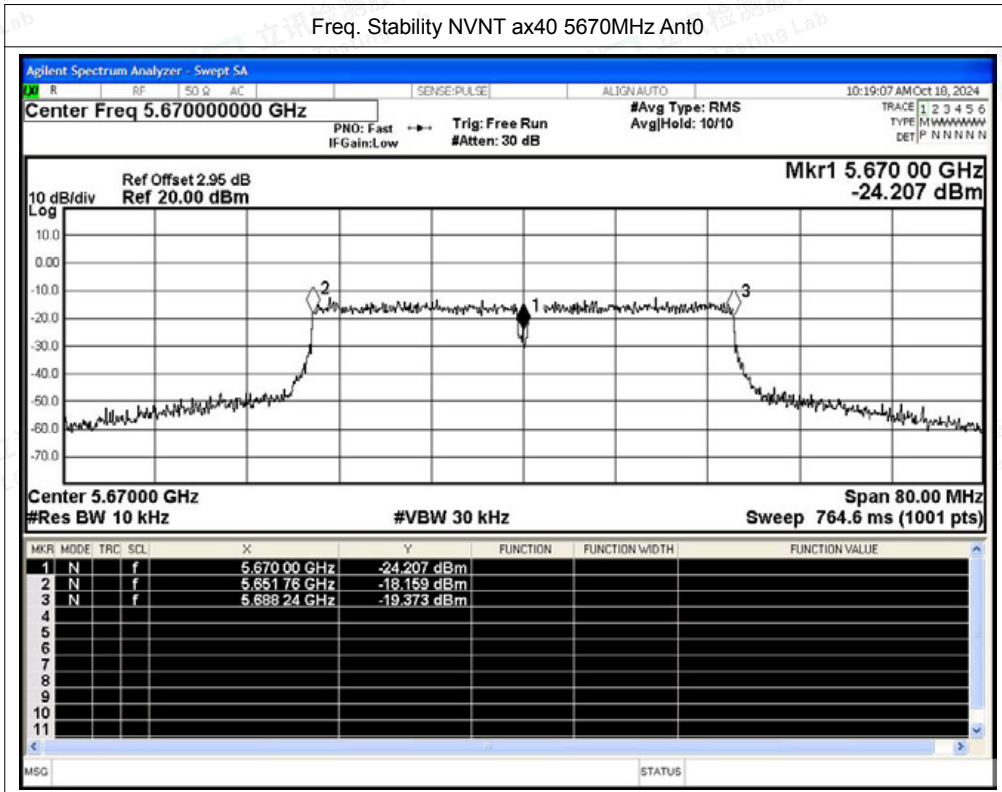 Freq. Stability NVNT ax40 5670MHz Ant0
Agilent Spectrum Analyzer - Swept SA
R RF 50 Ω AC SENSE:PULSE ALIGN AUTO 10:19:07 AM Oct 18, 2024
Center Freq 5.670000000 GHz #Avg Type: RMS TRACE 1 2 3 4 5 6
PNO: Fast Trig: Free Run Avg|Hold: 10/10 TYPE M WWWWW
IFGain:Low #Atten: 30 dB DET P N N N N N
Mkr1 5.670 00 GHz
Ref Offset 2.95 dB
10 dB/div Ref 20.00 dBm -24.207 dBm
Log
10.0
0.00
-10.0
2
3
1
-20.0
-30.0
-40.0
-50.0
-60.0
-70.0
Center 5.67000 GHz Span 80.00 MHz
#Res BW 10 kHz #VBW 30 kHz Sweep 764.6 ms (1001 pts)
MKR MODE TRC SCL X Y FUNCTION FUNCTION WIDTH FUNCTION VALUE
1 N f 5.670 00 GHz -24.207 dBm
2 N f 5.651 76 GHz -18.159 dBm
3 N f 5.688 24 GHz -19.373 dBm
4
5
6
7
8
9
10
11
MSG STATUS